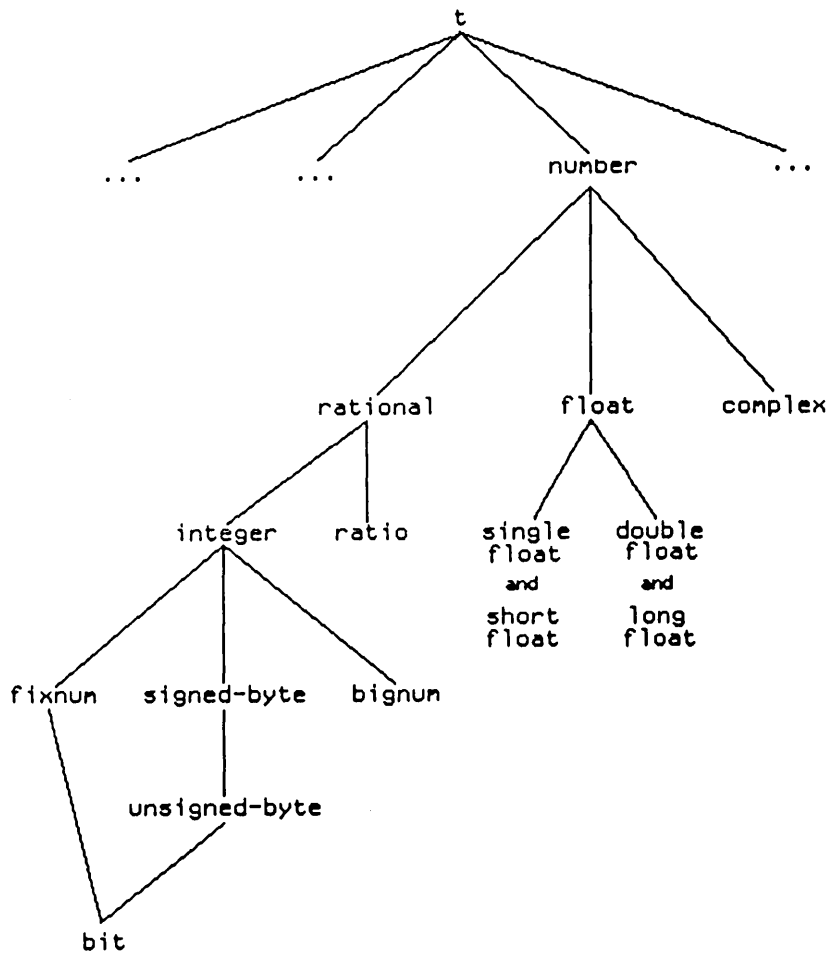 t
... ... number ...
rational float complex
integer ratio single double
float float
and and
short long
float float
fixnum signed-byte bignum
unsigned-byte
bit